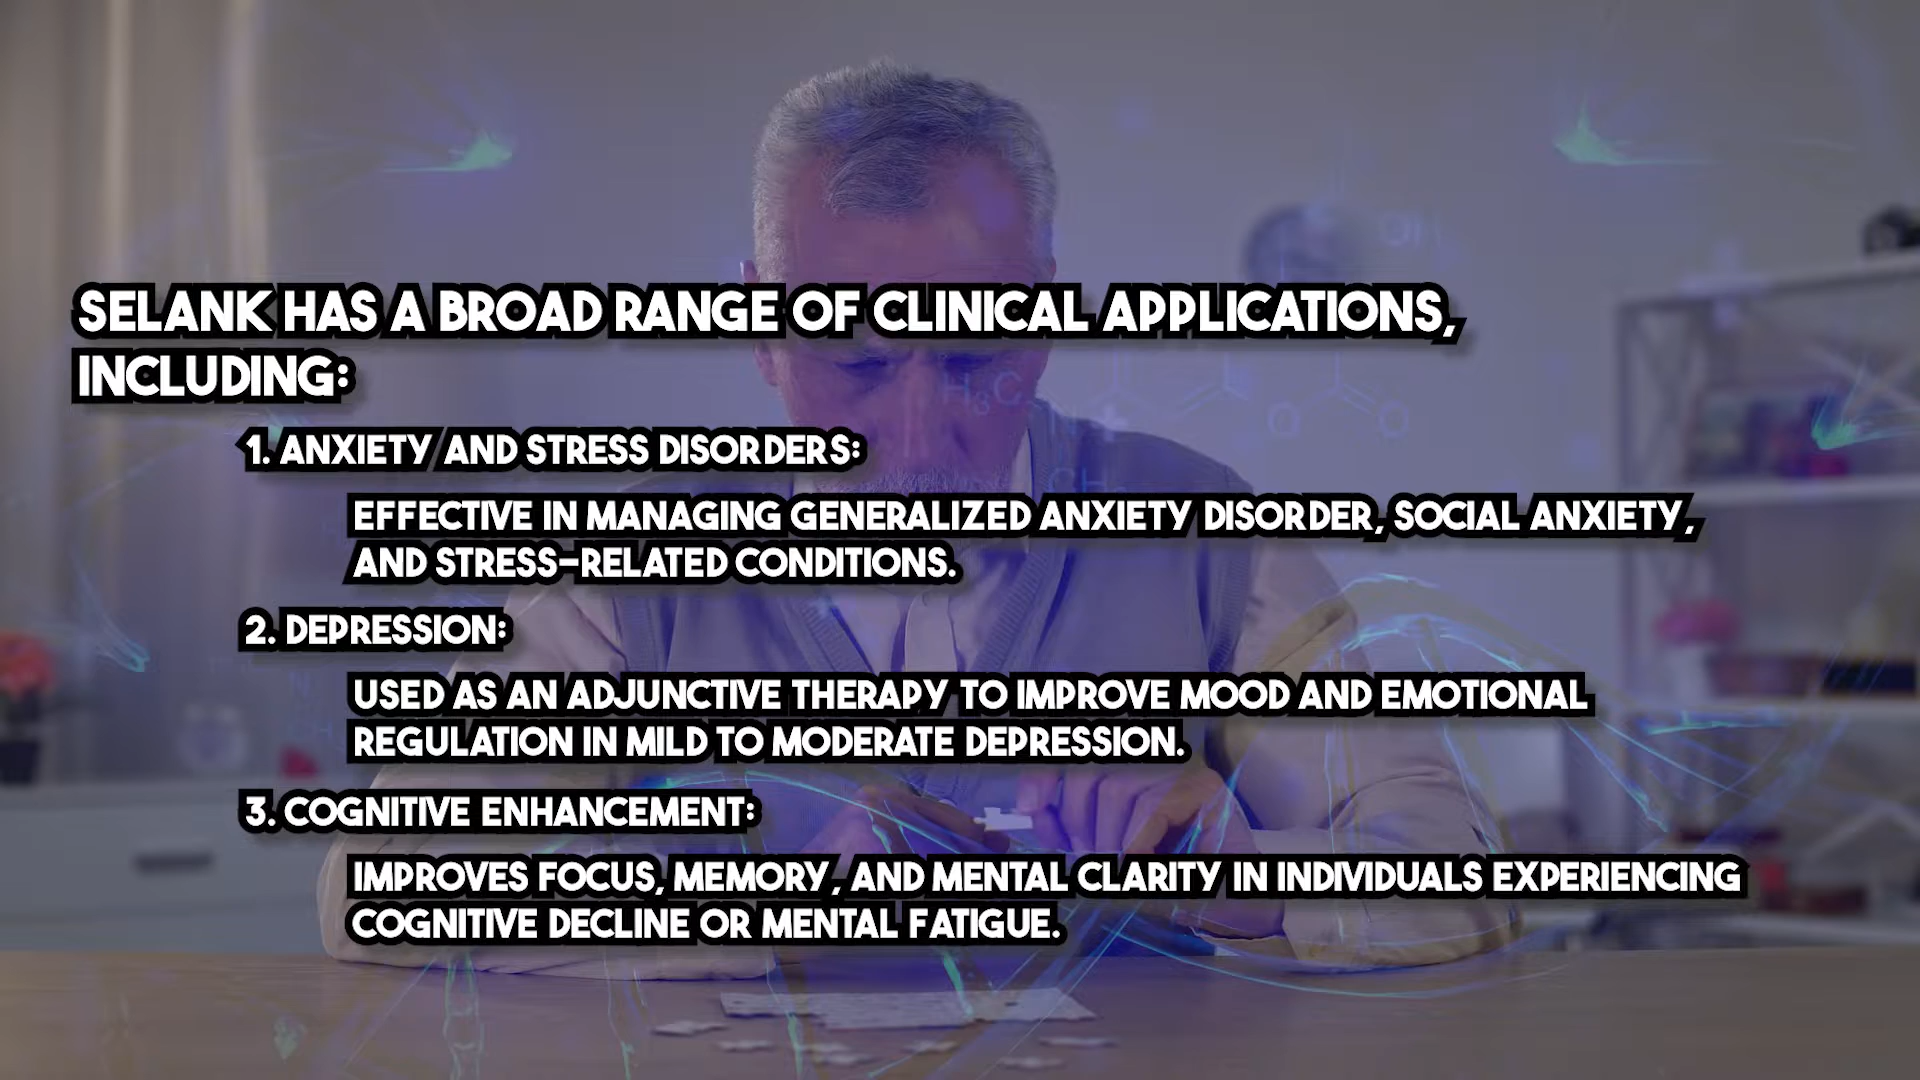 SELANK HAS A BROAD RANGE OF CLINICAL APPLICATIONS,
INCLUDING:
1. ANXIETY AND STRESS DISORDERS:
EFFECTIVE IN MANAGING GENERALIZED ANXIETY DISORDER, SOCIAL ANXIETY,
AND STRESS-RELATED CONDITIONS.
2. DEPRESSION:
USED AS AN ADJUNCTIVE THERAPY TO IMPROVE MOOD AND EMOTIONAL
REGULATION IN MILD TO MODERATE DEPRESSION.
3. COGNITIVE ENHANCEMENT:
IMPROVES FOCUS, MEMORY, AND MENTAL CLARITY IN INDIVIDUALS EXPERIENCING
COGNITIVE DECLINE OR MENTAL FATIGUE.